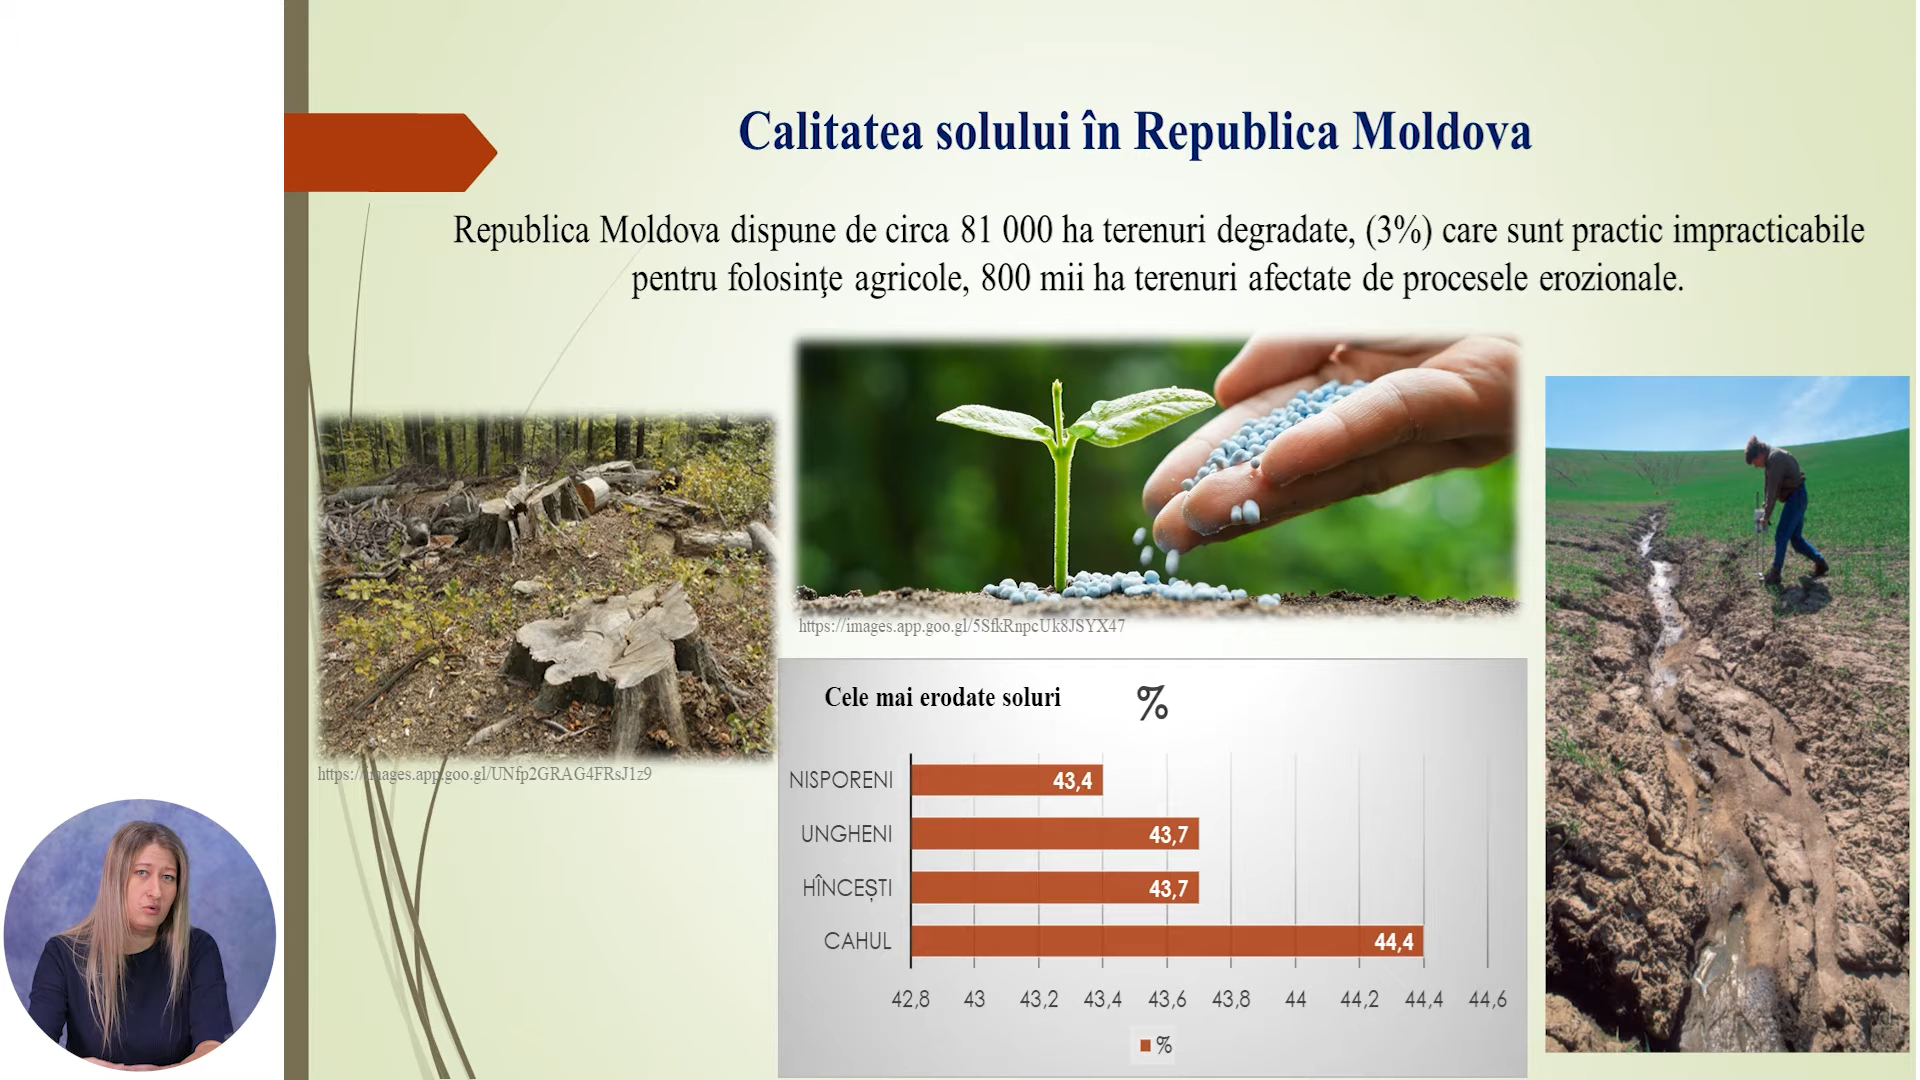 Calitatea solului în Republica Moldova
Republica Moldova dispune de circa 81 000 ha terenuri degradate, (3%) care sunt practic impracticabile
pentru folosinţe agricole, 800 mii ha terenuri afectate de procesele erozionale.
https://images.app.goo.gl/5SfkRnpcUk8JSYX47
https://images.app.goo.gl/UNfp2GRAG4FRsJ1z9
Cele mai erodate soluri %
NISPORENI 43,4
UNGHENI 43,7
HÎNCEȘTI 43,7
CAHUL 44,4
42,8 43 43,2 43,4 43,6 43,8 44 44,2 44,4 44,6
%